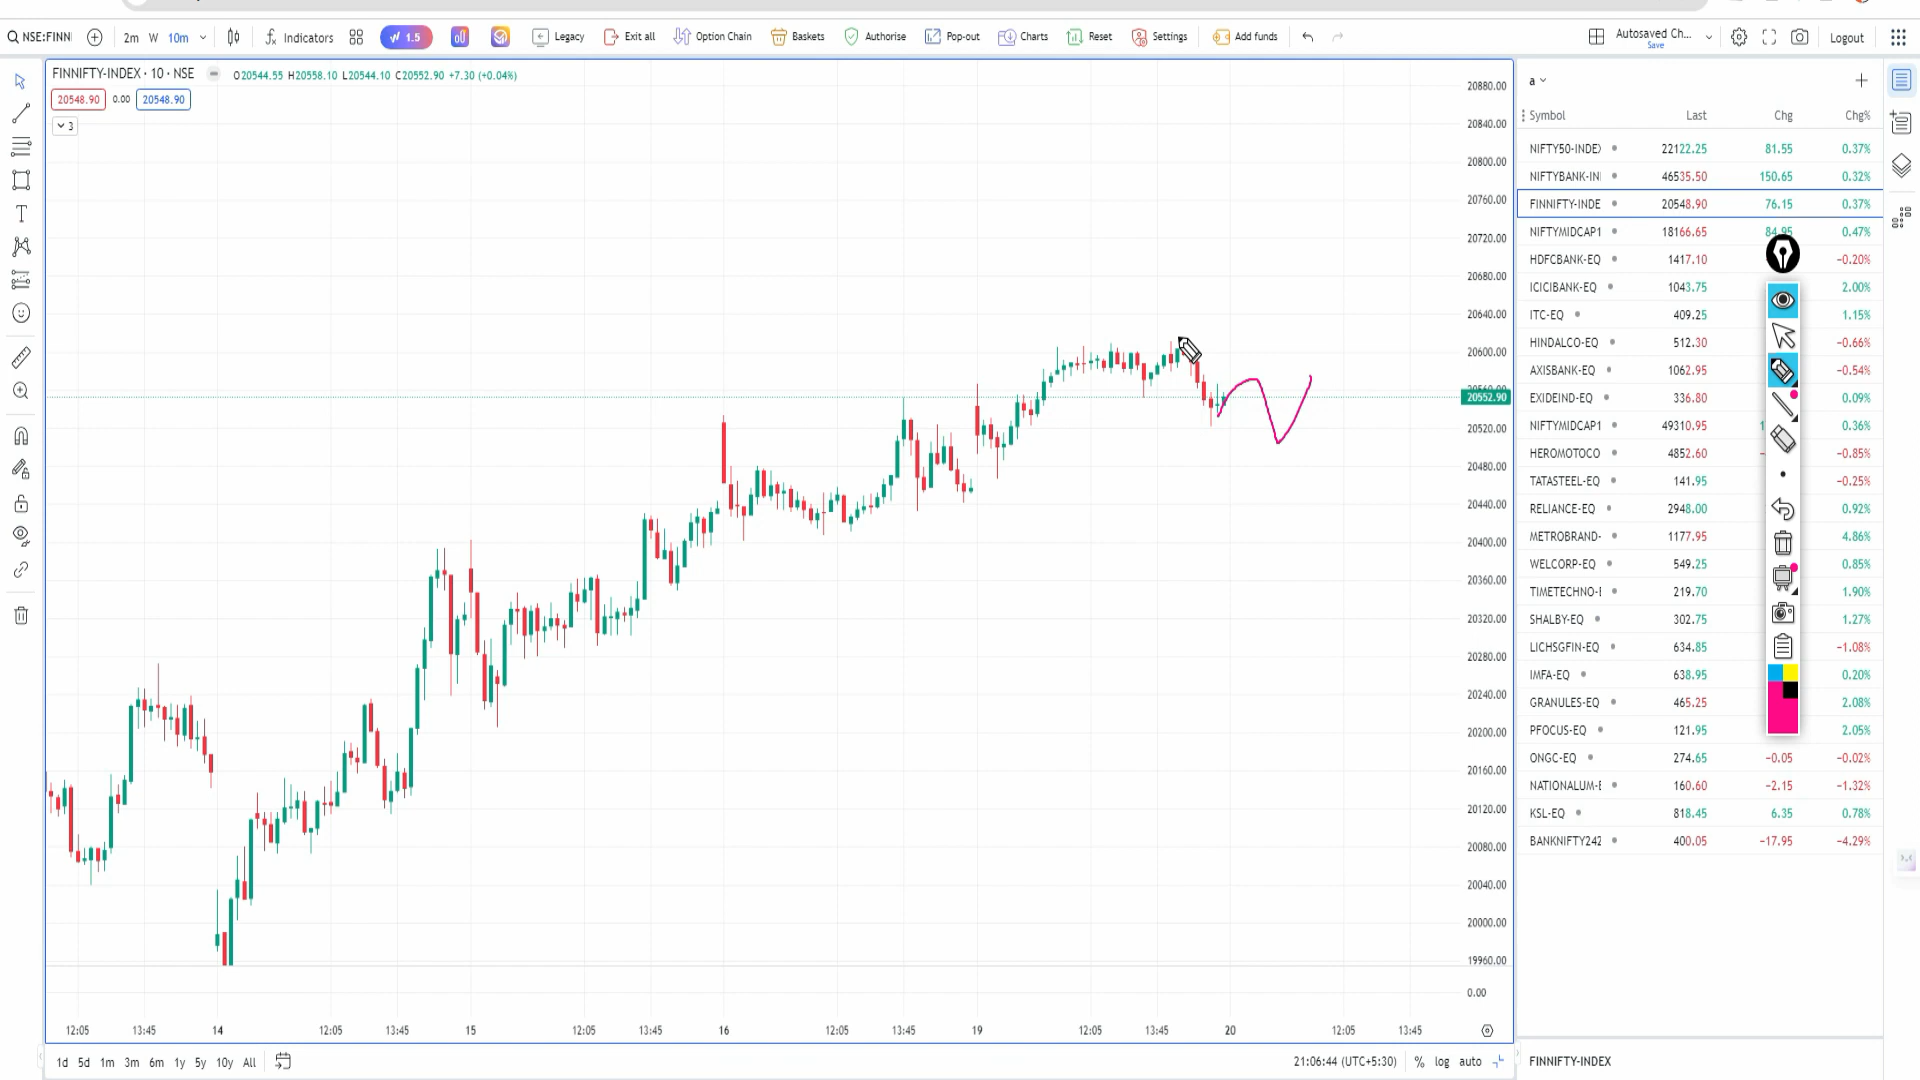 NSE:FINN 2m W 10m Indicators 1.5 Legacy Exit all Option Chain Baskets Authorise Pop-out Charts Reset Settings Add funds Autosaved Ch... Logout
Save
FINNIFTY-INDEX · 10 · NSE O20544.55 H20558.10 L20544.10 C20552.90 +7.30 (+0.04%)
20548.90 0.00 20548.90
3
20880.00
20840.00
20800.00
20760.00
20720.00
20680.00
20640.00
20600.00
20560.00
20552.90
20520.00
20480.00
20440.00
20400.00
20360.00
20320.00
20280.00
20240.00
20200.00
20160.00
20120.00
20080.00
20040.00
20000.00
19960.00
0.00
12:05 13:45 14 12:05 13:45 15 12:05 13:45 16 12:05 13:45 19 12:05 13:45 20 12:05 13:45
1d 5d 1m 3m 6m 1y 5y 10y All 21:06:44 (UTC+5:30) % log auto
a
Symbol Last Chg Chg%
NIFTY50-INDEX 22122.25 81.55 0.37%
NIFTYBANK-IN 46535.50 150.65 0.32%
FINNIFTY-INDE 20548.90 76.15 0.37%
NIFTYMIDCAP1 18166.65 84.95 0.47%
HDFCBANK-EQ 1417.10 -0.20%
ICICIBANK-EQ 1043.75 2.00%
ITC-EQ 409.25 1.15%
HINDALCO-EQ 512.30 -0.66%
AXISBANK-EQ 1062.95 -0.54%
EXIDEIND-EQ 336.80 0.09%
NIFTYMIDCAP1 49310.95 0.36%
HEROMOTOCO 4852.60 -0.85%
TATASTEEL-EQ 141.95 -0.25%
RELIANCE-EQ 2948.00 0.92%
METROBRAND- 1177.95 4.86%
WELCORP-EQ 549.25 0.85%
TIMETECHNO-E 219.70 1.90%
SHALBY-EQ 302.75 1.27%
LICHSGFIN-EQ 634.85 -1.08%
IMFA-EQ 638.95 0.20%
GRANULES-EQ 465.25 2.08%
PFOCUS-EQ 121.95 2.05%
ONGC-EQ 274.65 -0.05 -0.02%
NATIONALUM-E 160.60 -2.15 -1.32%
KSL-EQ 818.45 6.35 0.78%
BANKNIFTY242 400.05 -17.95 -4.29%
FINNIFTY-INDEX